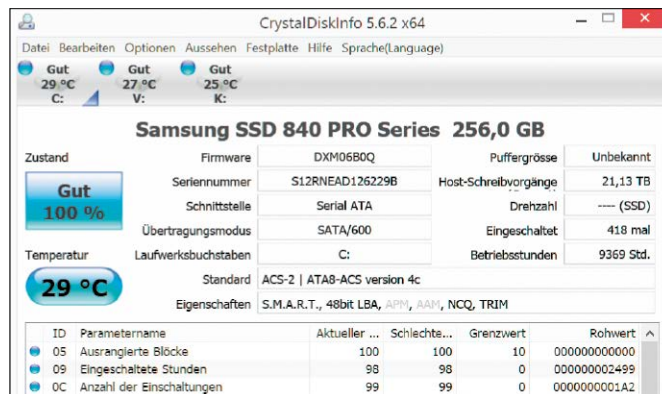 CrystalDiskInfo 5.6.2 x64
Datei Bearbeiten Optionen Aussehen Festplatte Hilfe Sprache(Language)
Gut Gut Gut
29 °C 27 °C 25 °C
C: V: K:
Samsung SSD 840 PRO Series 256,0 GB
Zustand Firmware DXM06B0Q Puffergrösse Unbekannt
Gut Seriennummer S12RNEAD126229B Host-Schreibvorgänge 21,13 TB
100 % Schnittstelle Serial ATA Drehzahl ---- (SSD)
Übertragungsmodus SATA/600 Eingeschaltet 418 mal
Temperatur Laufwerksbuchstaben C: Betriebsstunden 9369 Std.
29 °C Standard ACS-2 | ATA8-ACS version 4c
Eigenschaften S.M.A.R.T., 48bit LBA, APM, AAM, NCQ, TRIM
ID Parametername Aktueller ... Schlechte... Grenzwert Rohwert
05 Ausrangierte Blöcke 100 100 10 000000000000
09 Eingeschaltete Stunden 98 98 0 000000002499
0C Anzahl der Einschaltungen 99 99 0 0000000001A2